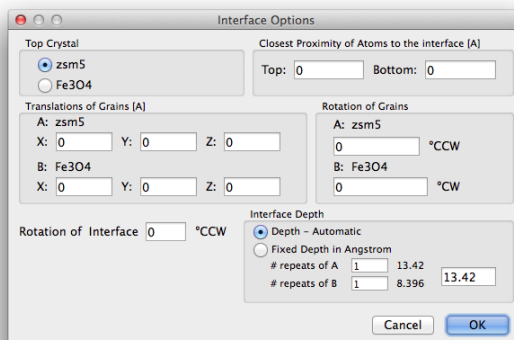 Interface Options
Top Crystal
zsm5
Fe3O4
Closest Proximity of Atoms to the interface [A]
Top: 0 Bottom: 0
Translations of Grains [A]
A: zsm5
X: 0 Y: 0 Z: 0
B: Fe3O4
X: 0 Y: 0 Z: 0
Rotation of Grains
A: zsm5
0 °CCW
B: Fe3O4
0 °CW
Rotation of Interface 0 °CCW
Interface Depth
Depth - Automatic
Fixed Depth in Angstrom
# repeats of A 1 13.42
# repeats of B 1 8.396 13.42
Cancel OK